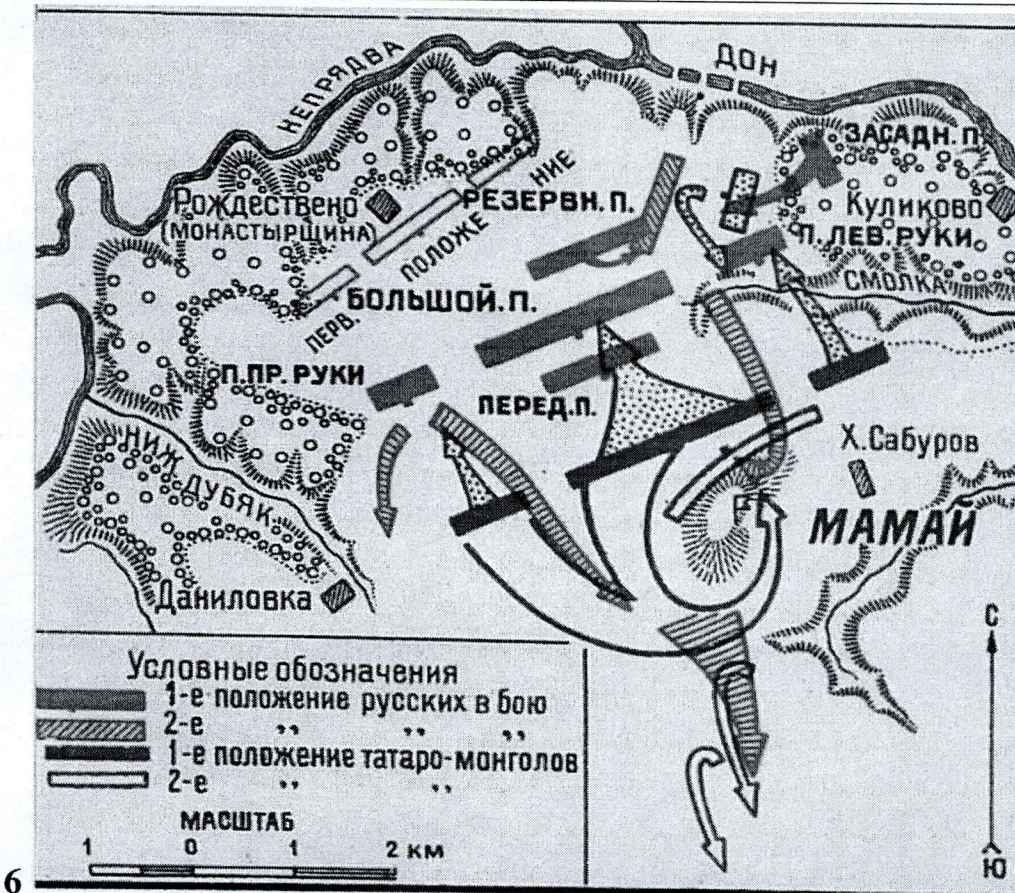 НЕПРЯДВА
ДОН
ЗАСАДН. П.
Рождествено
(МОНАСТЫРЩИНА)
ПЕРВ. ПОЛОЖЕНИЕ
РЕЗЕРВН. П.
Куликово
П. ЛЕВ. РУКИ
СМОЛКА
БОЛЬШОЙ. П.
П. ПР. РУКИ
ПЕРЕД. П.
НИЖ. ДУБЯК
Х. Сабуров
МАМАЙ
Даниловка
С
Ю
Условные обозначения
1-е положение русских в бою
2-е ,, ,, ,,
1-е положение татаро-монголов
2-е ,, ,,
МАСШТАБ
1 0 1 2 км
6